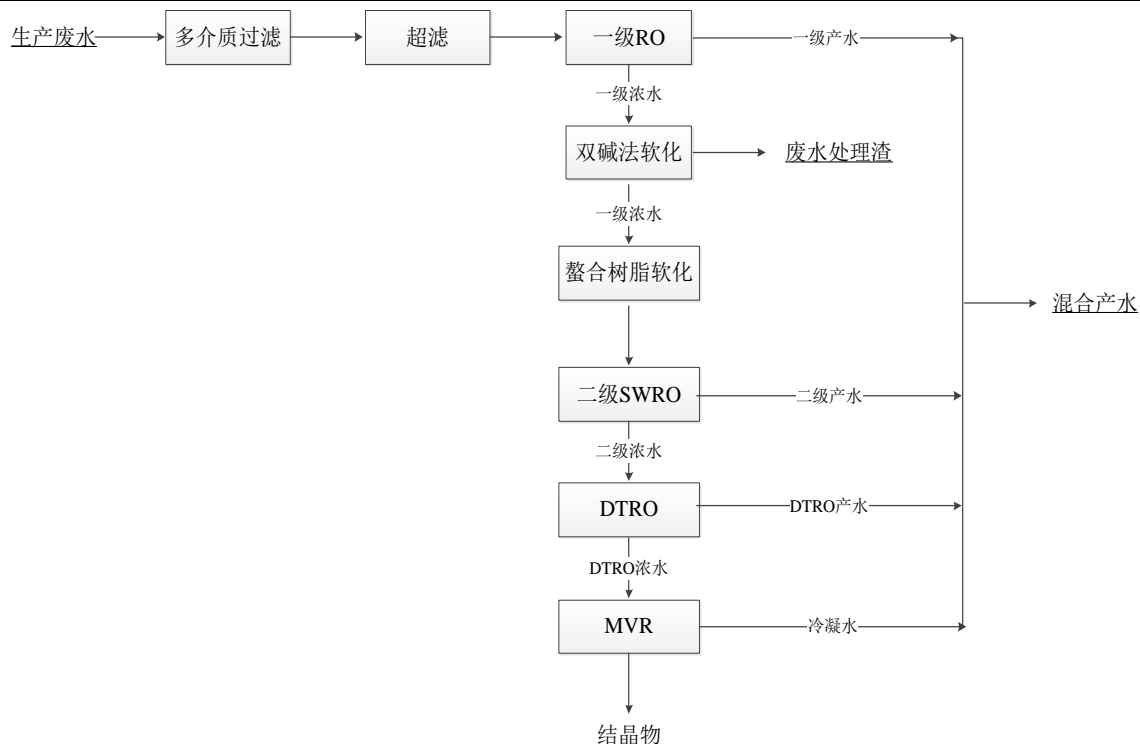 生产废水
多介质过滤
超滤
一级RO
一级产水
一级浓水
双碱法软化
废水处理渣
一级浓水
螯合树脂软化
混合产水
二级SWRO
二级产水
二级浓水
DTRO
DTRO产水
DTRO浓水
MVR
冷凝水
结晶物